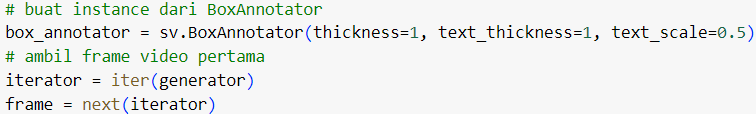 # buat instance dari BoxAnnotator
box_annotator = sv.BoxAnnotator(thickness=1, text_thickness=1, text_scale=0.5)
# ambil frame video pertama
iterator = iter(generator)
frame = next(iterator)